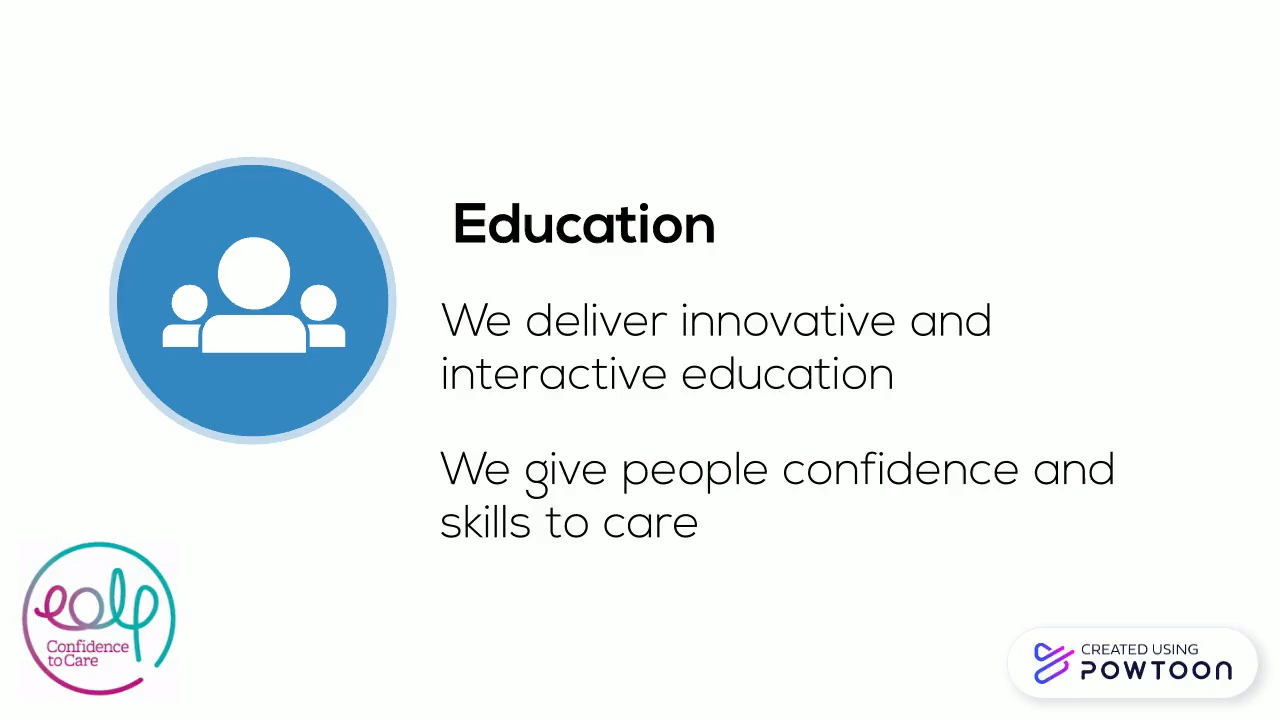 Education
We deliver innovative and
interactive education
We give people confidence and
skills to care
eolp
Confidence
to Care
CREATED USING
POWTOON